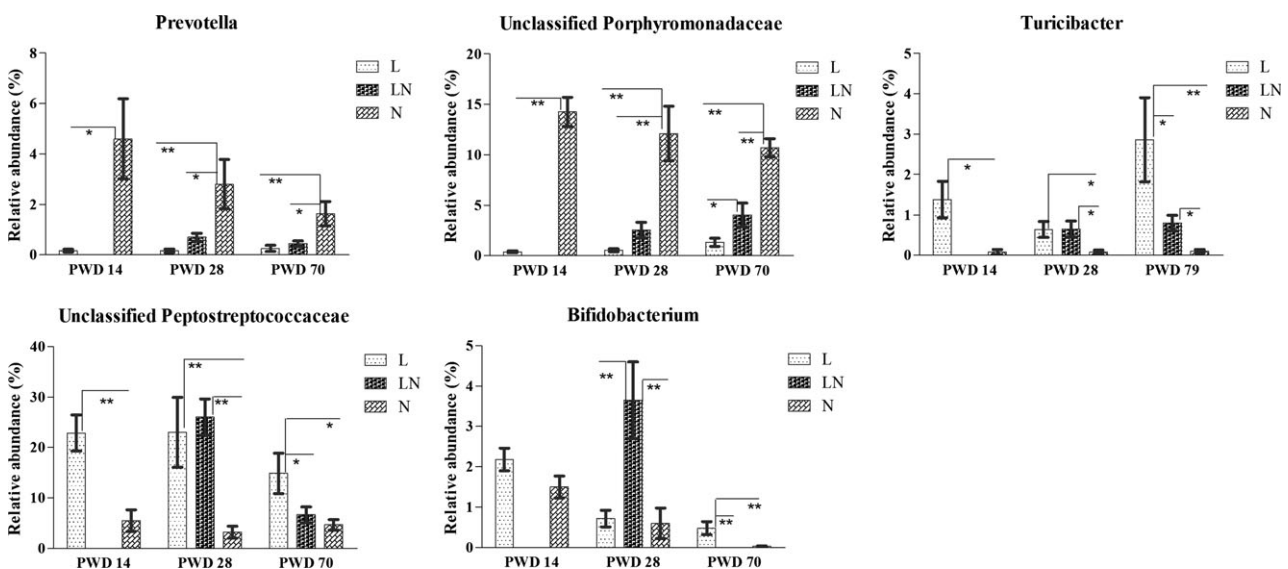 Prevotella
Relative abundance (%)
8
6
4
2
0
*
**
*
**
*
PWD 14
PWD 28
PWD 70
L
LN
N
Unclassified Porphyromonadaceae
Relative abundance (%)
20
15
10
5
0
**
**
**
**
**
*
PWD 14
PWD 28
PWD 70
L
LN
N
Turicibacter
Relative abundance (%)
5
4
3
2
1
0
*
*
*
**
*
*
PWD 14
PWD 28
PWD 79
L
LN
N
Unclassified Peptostreptococcaceae
Relative abundance (%)
40
30
20
10
0
**
**
**
*
*
PWD 14
PWD 28
PWD 70
L
LN
N
Bifidobacterium
Relative abundance (%)
5
4
3
2
1
0
**
**
**
**
PWD 14
PWD 28
PWD 70
L
LN
N